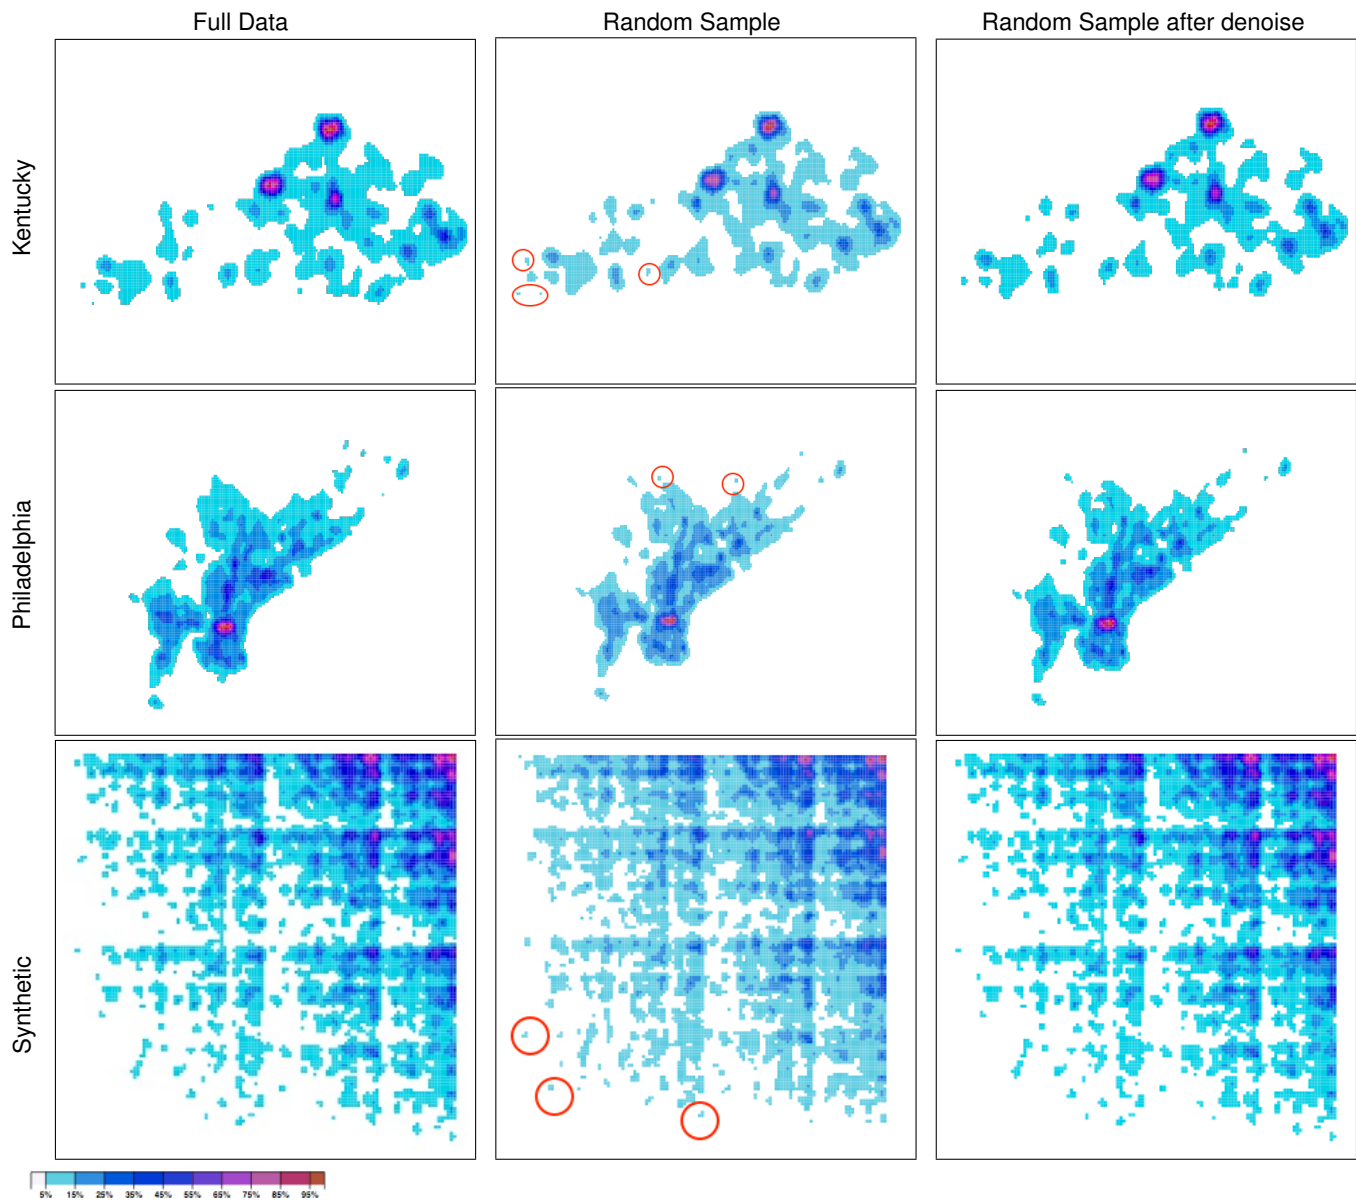 Full Data
Random Sample
Random Sample after denoise
Kentucky
Philadelphia
Synthetic
5% 15% 25% 35% 45% 55% 65% 75% 85% 95%